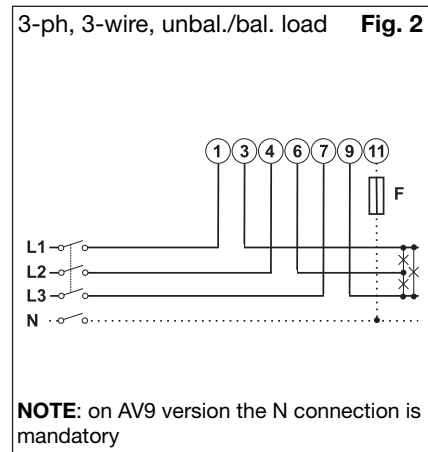 3-ph, 3-wire, unbal./bal. load Fig. 2
1 3 4 6 7 9 11
F
L1
L2
L3
N
NOTE: on AV9 version the N connection is
mandatory